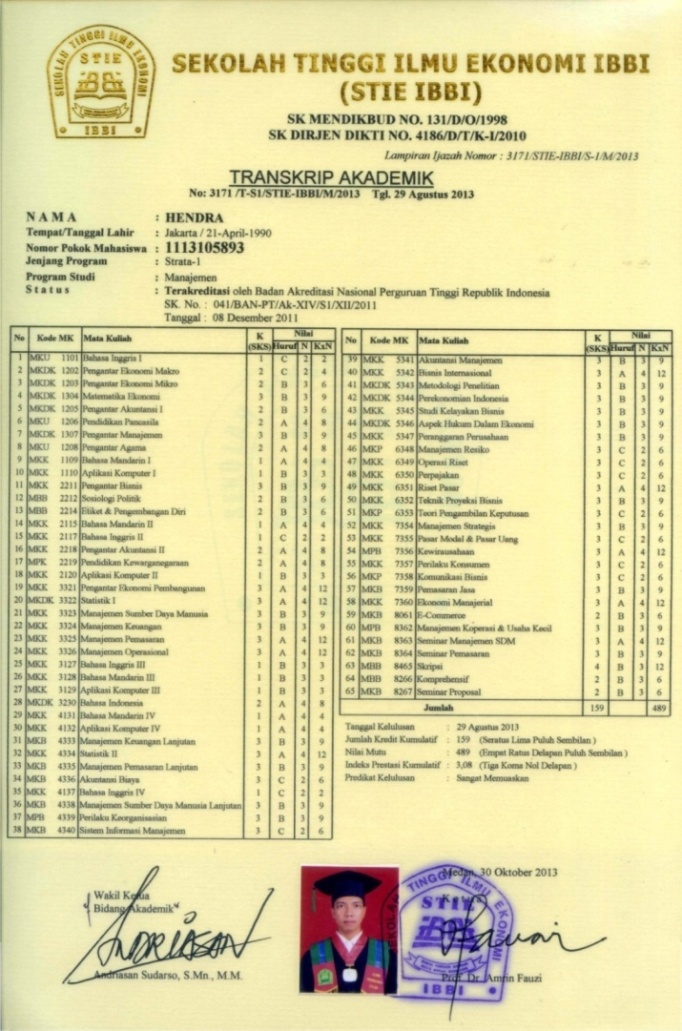 SEKOLAH TINGGI ILMU EKONOMI IBBI
(STIE IBBI)
SK MENDIKBUD NO. 131/D/O/1998
SK DIRJEN DIKTI NO. 4186/D/T/K-I/2010
Lampiran Ijazah Nomor : 3171/STIE-IBBI/S-1/M/2013
TRANSKRIP AKADEMIK
No: 3171 /T-S1/STIE-IBBI/M/2013 Tgl. 29 Agustus 2013
N A M A : HENDRA
Tempat/Tanggal Lahir : Jakarta / 21-April-1990
Nomor Pokok Mahasiswa : 1113105893
Jenjang Program : Strata-1
Program Studi : Manajemen
S t a t u s : Terakreditasi oleh Badan Akreditasi Nasional Perguruan Tinggi Republik Indonesia
SK. No. : 041/BAN-PT/Ak-XIV/S1/XII/2011
Tanggal : 08 Desember 2011
No Kode MK Mata Kuliah K (SKS) Nilai Huruf N KxN
1 MKU 1101 Bahasa Inggris I 1 C 2 2
2 MKDK 1202 Pengantar Ekonomi Makro 2 C 2 4
3 MKDK 1203 Pengantar Ekonomi Mikro 2 B 3 6
4 MKDK 1304 Matematika Ekonomi 3 B 3 9
5 MKDK 1205 Pengantar Akuntansi I 2 B 3 6
6 MKU 1206 Pendidikan Pancasila 2 A 4 8
7 MKDK 1307 Pengantar Manajemen 3 B 3 9
8 MKU 1208 Pengantar Agama 2 A 4 8
9 MKK 1109 Bahasa Mandarin I 1 A 4 4
10 MKK 1110 Aplikasi Komputer I 1 B 3 3
11 MKK 2211 Pengantar Bisnis 3 B 3 9
12 MBB 2212 Sosiologi Politik 2 B 3 6
13 MBB 2214 Etiket & Pengembangan Diri 2 B 3 6
14 MKK 2115 Bahasa Mandarin II 1 A 4 4
15 MKK 2117 Bahasa Inggris II 1 C 2 2
16 MKK 2218 Pengantar Akuntansi II 2 A 4 8
17 MPK 2219 Pendidikan Kewarganegaraan 2 A 4 8
18 MKK 2120 Aplikasi Komputer II 1 B 3 3
19 MKK 3321 Pengantar Ekonomi Pembangunan 3 A 4 12
20 MKDK 3322 Statistik I 3 A 4 12
21 MKK 3323 Manajemen Sumber Daya Manusia 3 B 3 9
22 MKK 3324 Manajemen Keuangan 3 B 3 9
23 MKK 3325 Manajemen Pemasaran 3 A 4 12
24 MKK 3326 Manajemen Operasional 3 A 4 12
25 MKK 3127 Bahasa Inggris III 1 B 3 3
26 MKK 3128 Bahasa Mandarin III 1 B 3 3
27 MKK 3129 Aplikasi Komputer III 1 B 3 3
28 MKDK 3230 Bahasa Indonesia 2 A 4 8
29 MKK 4131 Bahasa Mandarin IV 1 A 4 4
30 MKK 4132 Aplikasi Komputer IV 1 A 4 4
31 MKB 4333 Manajemen Keuangan Lanjutan 3 B 3 9
32 MKK 4334 Statistik II 3 A 4 12
33 MKB 4335 Manajemen Pemasaran Lanjutan 3 B 3 9
34 MKB 4336 Akuntansi Biaya 3 C 2 6
35 MKK 4137 Bahasa Inggris IV 1 C 2 2
36 MKB 4338 Manajemen Sumber Daya Manusia Lanjutan 3 B 3 9
37 MPB 4339 Perilaku Keorganisasian 3 B 3 9
38 MKB 4340 Sistem Informasi Manajemen 3 C 2 6
No Kode MK Mata Kuliah K (SKS) Nilai Huruf N KxN
39 MKK 5341 Akuntansi Manajemen 3 B 3 9
40 MKK 5342 Bisnis Internasional 3 A 4 12
41 MKDK 5343 Metodologi Penelitian 3 B 3 9
42 MKDK 5344 Perekonomian Indonesia 3 B 3 9
43 MKK 5345 Studi Kelayakan Bisnis 3 B 3 9
44 MKDK 5346 Aspek Hukum Dalam Ekonomi 3 B 3 9
45 MKK 5347 Penanggaran Perusahaan 3 B 3 9
46 MKP 6348 Manajemen Resiko 3 C 2 6
47 MKK 6349 Operasi Riset 3 C 2 6
48 MKK 6350 Perpajakan 3 C 2 6
49 MKK 6351 Riset Pasar 3 A 4 12
50 MKK 6352 Teknik Proyeksi Bisnis 3 B 3 9
51 MKP 6353 Teori Pengambilan Keputusan 3 C 2 6
52 MKK 7354 Manajemen Strategis 3 B 3 9
53 MKK 7355 Pasar Modal & Pasar Uang 3 C 2 6
54 MPB 7356 Kewirausahaan 3 A 4 12
55 MKK 7357 Perilaku Konsumen 3 C 2 6
56 MKP 7358 Komunikasi Bisnis 3 C 2 6
57 MKB 7359 Pemasaran Jasa 3 B 3 9
58 MKK 7360 Ekonomi Manajerial 3 A 4 12
59 MKB 8061 E-Commerce 2 B 3 6
60 MPB 8362 Manajemen Koperasi & Usaha Kecil 3 B 3 9
61 MKB 8363 Seminar Manajemen SDM 3 A 4 12
62 MKB 8364 Seminar Pemasaran 3 B 3 9
63 MBB 8465 Skripsi 4 B 3 12
64 MBB 8266 Komprehensif 2 B 3 6
65 MKB 8267 Seminar Proposal 2 B 3 6
Jumlah 159 489
Tanggal Kelulusan : 29 Agustus 2013
Jumlah Kredit Kumulatif : 159 (Seratus Lima Puluh Sembilan )
Nilai Mutu : 489 (Empat Ratus Delapan Puluh Sembilan )
Indeks Prestasi Kumulatif : 3,08 (Tiga Koma Nol Delapan )
Predikat Kelulusan : Sangat Memuaskan
Medan, 30 Oktober 2013
Wakil Ketua
Bidang Akademik
Ketua
ANDRIASAN
Andriasan Sudarso, S.Mn., M.M.
Prof. Dr. Amrin Fauzi
SEKOLAH TINGGI ILMU EKONOMI
STIE
IBBI